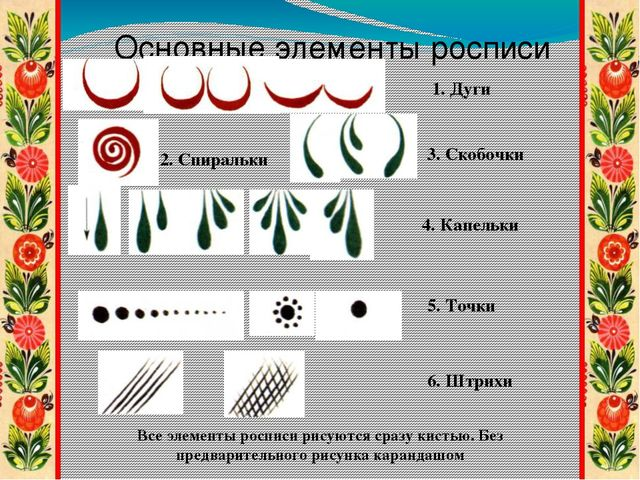 Основные элементы росписи
1. Дуги
2. Спиральки
3. Скобочки
4. Капельки
5. Точки
6. Штрихи
Все элементы росписи рисуются сразу кистью. Без
предварительного рисунка карандашом